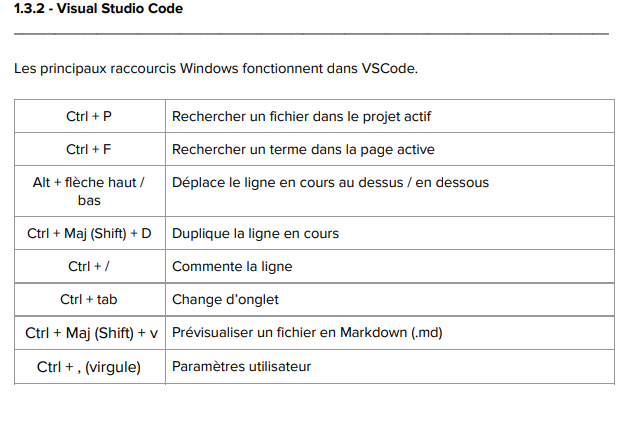 1.3.2 - Visual Studio Code
Les principaux raccourcis Windows fonctionnent dans VSCode.
Ctrl + P Rechercher un fichier dans le projet actif
Ctrl + F Rechercher un terme dans la page active
Alt + flèche haut / Déplace le ligne en cours au dessus / en dessous
bas
Ctrl + Maj (Shift) + D Duplique la ligne en cours
Ctrl + / Commente la ligne
Ctrl + tab Change d’onglet
Ctrl + Maj (Shift) + v Prévisualiser un fichier en Markdown (.md)
Ctrl + , (virgule) Paramètres utilisateur